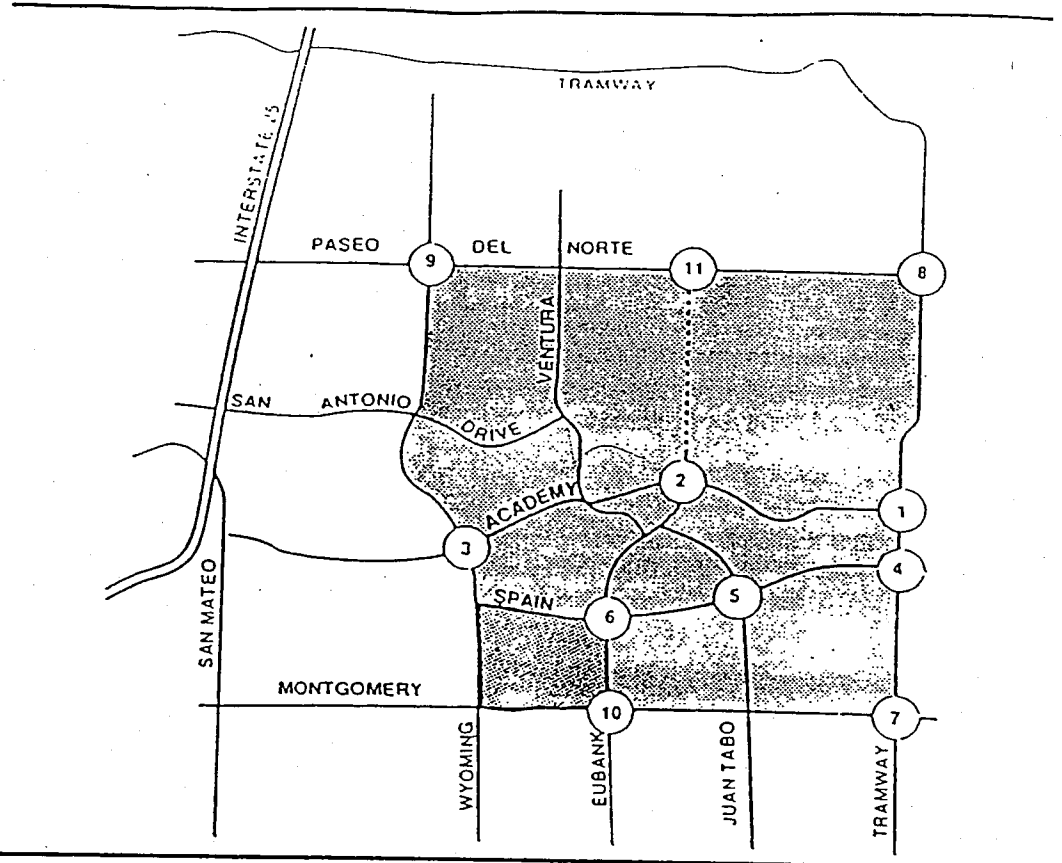 TRAMWAY
INTERSTATE 25
PASEO DEL NORTE
9
11
8
VENTURA
SAN ANTONIO DRIVE
2
ACADEMY
1
3
4
SPAIN
5
6
SAN MATEO
MONTGOMERY
10
7
WYOMING
EUBANK
JUAN TABO
TRAMWAY